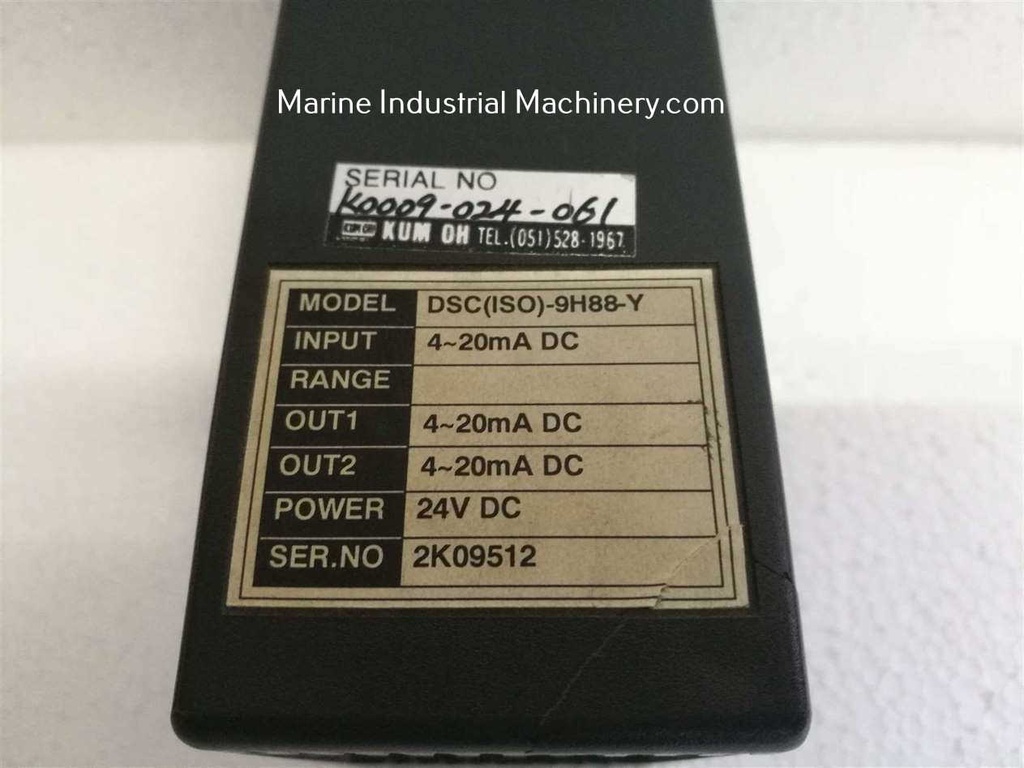 Marine Industrial Machinery.com
SERIAL NO
K0009-024-061
KUM OH KUM OH TEL.(051)528-1967
MODEL DSC(ISO)-9H88-Y
INPUT 4~20mA DC
RANGE
OUT1 4~20mA DC
OUT2 4~20mA DC
POWER 24V DC
SER.NO 2K09512